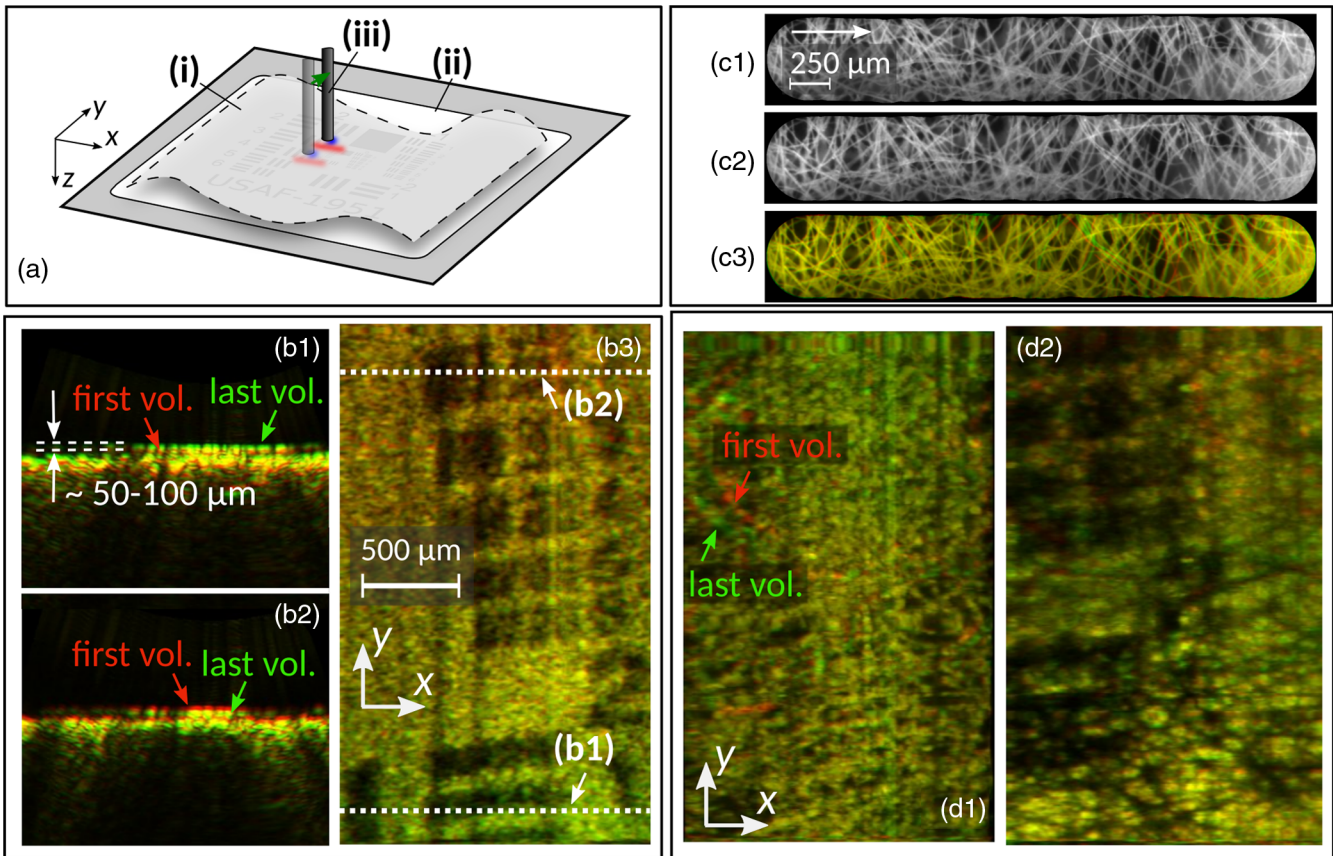 (i)
(iii)
(ii)
y
x
z
USAF-1951
(a)
(c1)
250 µm
(c2)
(c3)
(b1)
first vol.
last vol.
~ 50-100 µm
(b2)
first vol.
last vol.
(b3)
(b2)
500 µm
y
x
(b1)
first vol.
last vol.
y
x
(d1)
(d2)